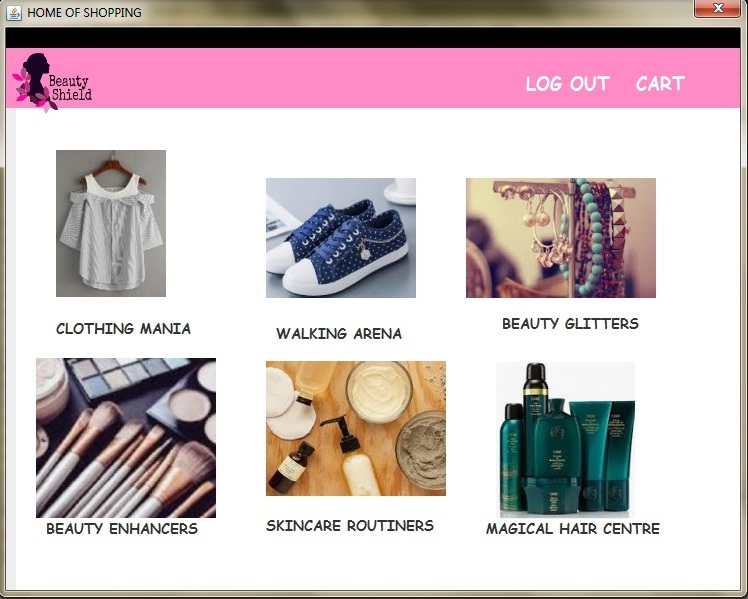 HOME OF SHOPPING
Beauty
Shield
LOG OUT
CART
CLOTHING MANIA
WALKING ARENA
BEAUTY GLITTERS
BEAUTY ENHANCERS
SKINCARE ROUTINERS
MAGICAL HAIR CENTRE